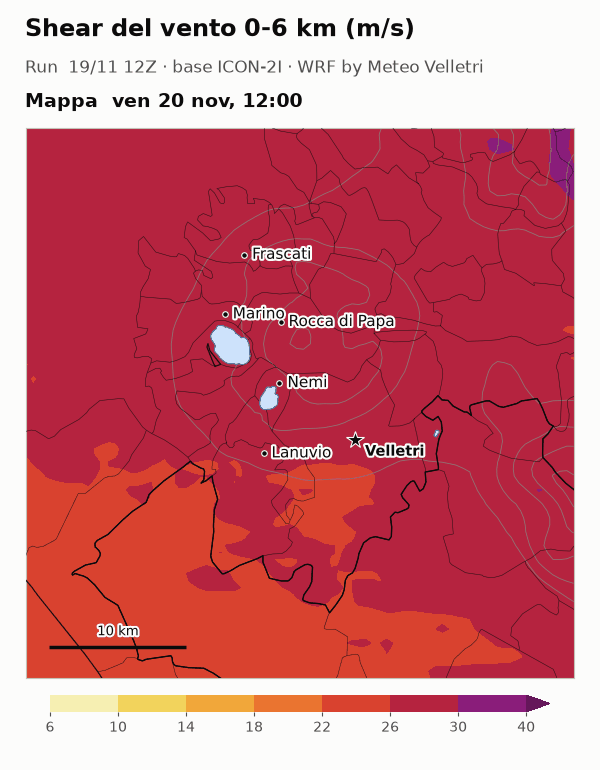 Shear del vento 0-6 km (m/s)
Run  19/11 12Z · base ICON-2I · WRF by Meteo Velletri
Mappa  ven 20 nov, 12:00
Frascati
Marino
Rocca di Papa
Nemi
Lanuvio
Velletri
10 km
6 10 14 18 22 26 30 40